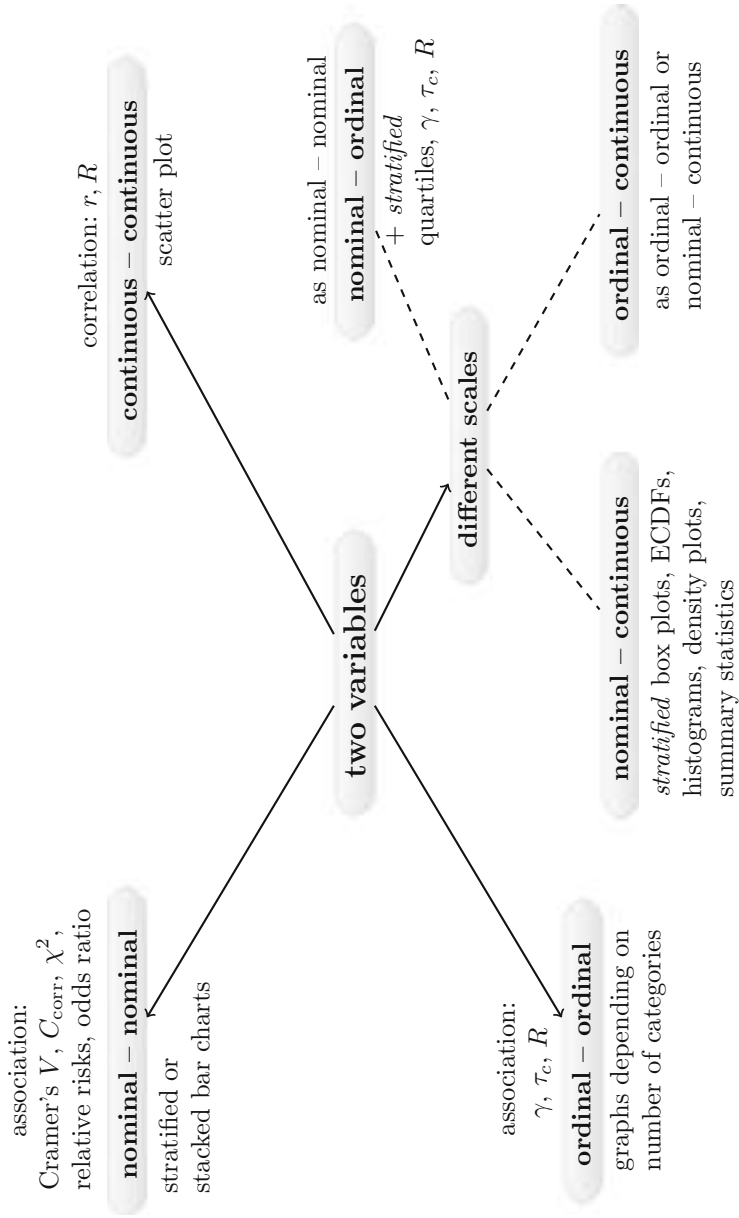 association:
Cramer's V, C_corr, χ²,
relative risks, odds ratio
nominal – nominal
stratified or
stacked bar charts
correlation: r, R
continuous – continuous
scatter plot
two variables
as nominal – nominal
nominal – ordinal
+ stratified
quartiles, γ, τ_c, R
different scales
association:
γ, τ_c, R
ordinal – ordinal
graphs depending on
number of categories
nominal – continuous
stratified box plots, ECDFs,
histograms, density plots,
summary statistics
ordinal – continuous
as ordinal – ordinal or
nominal – continuous